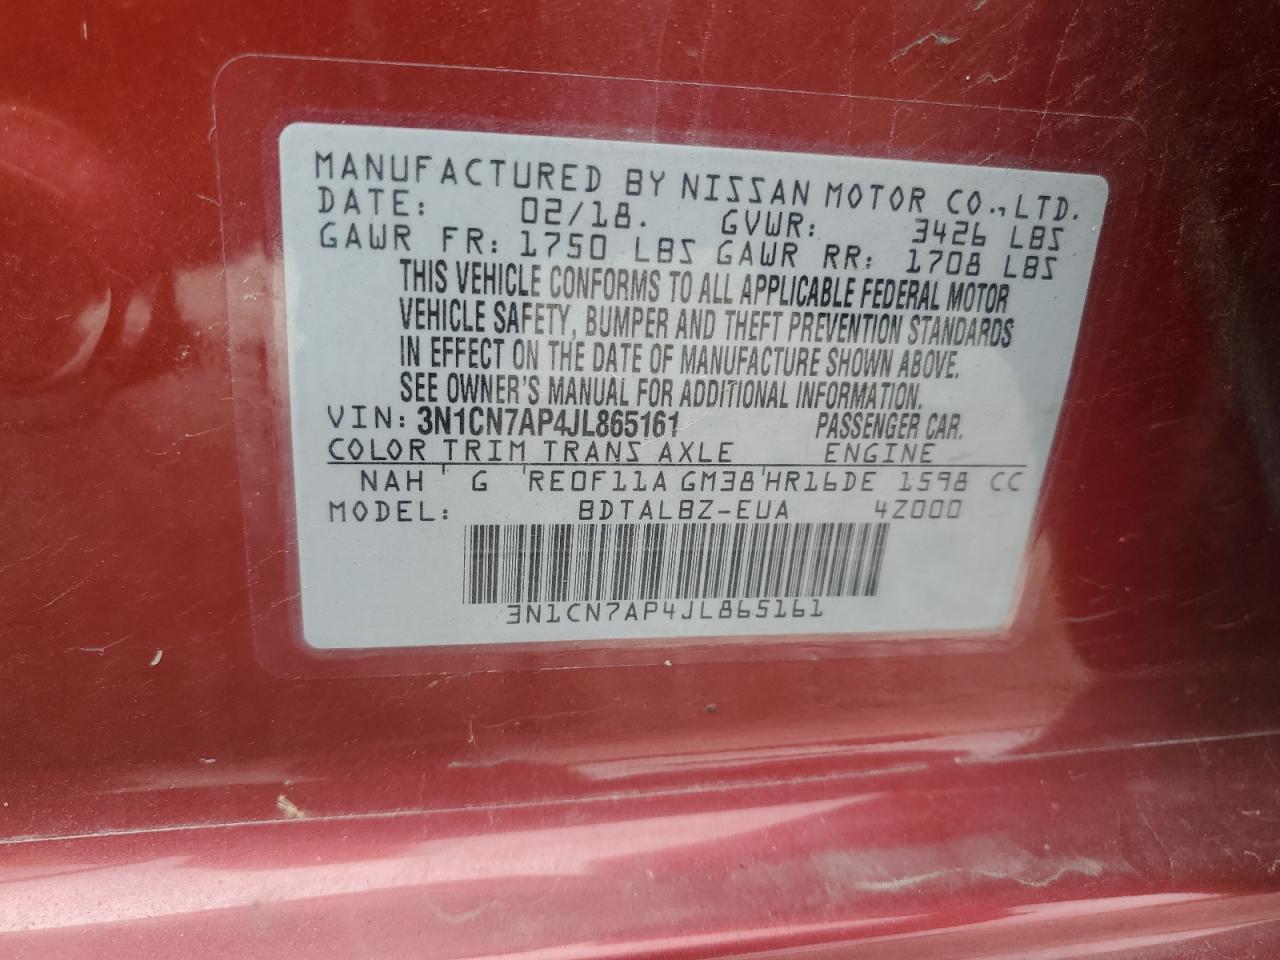 MANUFACTURED BY NISSAN MOTOR CO.,LTD.
DATE: 02/18. GVWR: 3426 LBS
GAWR FR: 1750 LBS GAWR RR: 1708 LBS
THIS VEHICLE CONFORMS TO ALL APPLICABLE FEDERAL MOTOR
VEHICLE SAFETY, BUMPER AND THEFT PREVENTION STANDARDS
IN EFFECT ON THE DATE OF MANUFACTURE SHOWN ABOVE.
SEE OWNER'S MANUAL FOR ADDITIONAL INFORMATION.
VIN: 3N1CN7AP4JL865161 PASSENGER CAR.
COLOR TRIM TRANS AXLE ENGINE
NAH G RE0F11A GM38 HR16DE 1598 CC
MODEL: BDTALBZ-EUA 4Z000
3N1CN7AP4JL865161